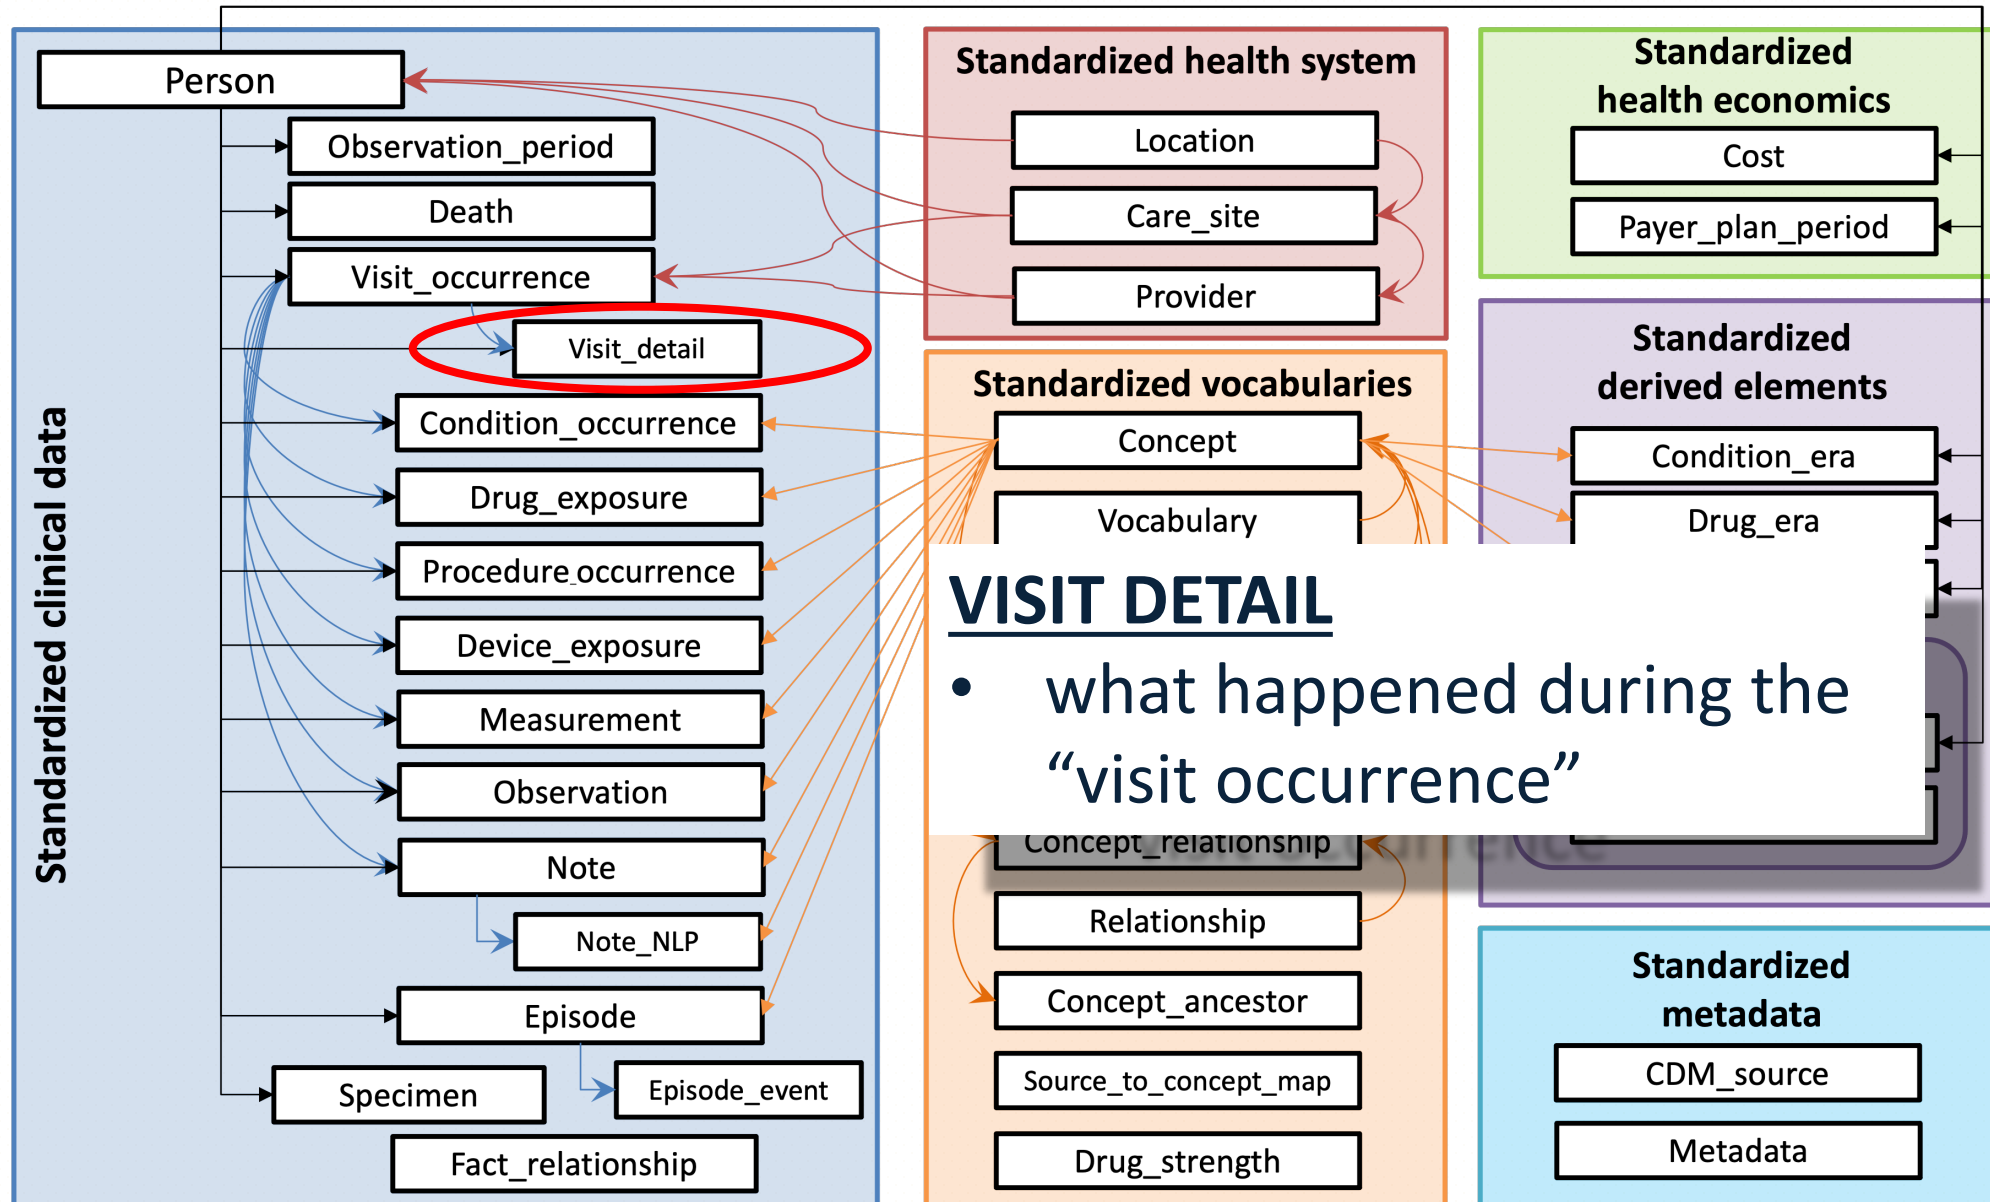 Standardized clinical data
Person
Observation_period
Death
Visit_occurrence
Visit_detail
Condition_occurrence
Drug_exposure
Procedure_occurrence
Device_exposure
Measurement
Observation
Note
Note_NLP
Episode
Episode_event
Specimen
Fact_relationship
Standardized health system
Location
Care_site
Provider
Standardized vocabularies
Concept
Vocabulary
VISIT DETAIL
• what happened during the
“visit occurrence”
Concept_relationship
Relationship
Concept_ancestor
Source_to_concept_map
Drug_strength
Standardized
health economics
Cost
Payer_plan_period
Standardized
derived elements
Condition_era
Drug_era
Standardized
metadata
CDM_source
Metadata